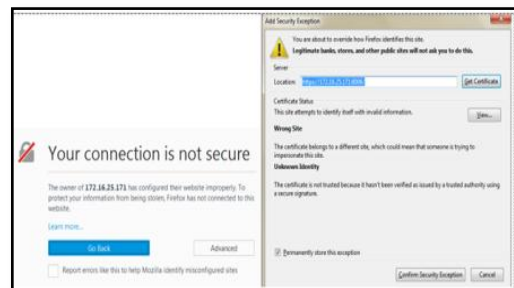 Your connection is not secure
The owner of 172.16.25.171 has configured their website improperly. To
protect your information from being stolen, Firefox has not connected to this
website.
Learn more...
Go Back
Advanced
Report errors like this to help Mozilla identify misconfigured sites
Add Security Exception
You are about to override how Firefox identifies this site.
Legitimate banks, stores, and other public sites will not ask you to do this.
Server
Location:
Get Certificate
Certificate Status
This site attempts to identify itself with invalid information.
View...
Wrong Site
The certificate belongs to a different site, which could mean that someone is trying to
impersonate this site.
Unknown Identity
The certificate is not trusted because it hasn't been verified as issued by a trusted authority using
a secure signature.
Permanently store this exception
Confirm Security Exception
Cancel